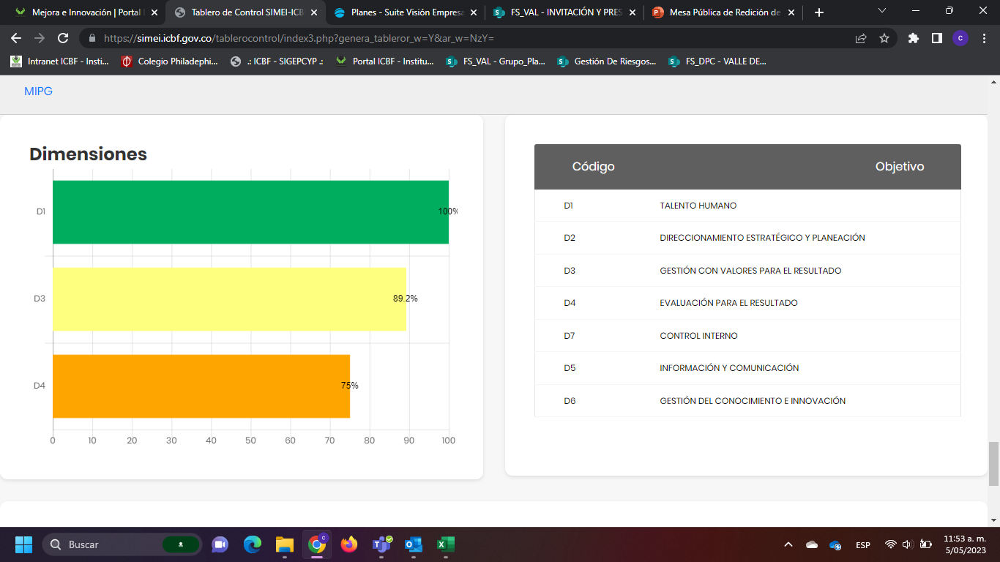 Mejora e Innovación | Portal
Tablero de Control SIMEI-ICB
Planes - Suite Visión Empresa
FS_VAL - INVITACIÓN Y PRES
Mesa Pública de Redición de
https://simei.icbf.gov.co/tablerocontrol/index3.php?genera_tableror_w=Y&ar_w=NzY=
C
Intranet ICBF - Insti...
Colegio Philadephi...
.: ICBF - SIGEPCYP .:
Portal ICBF - Institu...
FS_VAL - Grupo_Pla...
Gestión De Riesgos...
FS_DPC - VALLE DE...
MIPG
Dimensiones
D1
100%
D3
89.2%
D4
75%
0 10 20 30 40 50 60 70 80 90 100
Código Objetivo
D1 TALENTO HUMANO
D2 DIRECCIONAMIENTO ESTRATÉGICO Y PLANEACIÓN
D3 GESTIÓN CON VALORES PARA EL RESULTADO
D4 EVALUACIÓN PARA EL RESULTADO
D7 CONTROL INTERNO
D5 INFORMACIÓN Y COMUNICACIÓN
D6 GESTIÓN DEL CONOCIMIENTO E INNOVACIÓN
Buscar
C
ESP
11:53 a. m.
5/05/2023